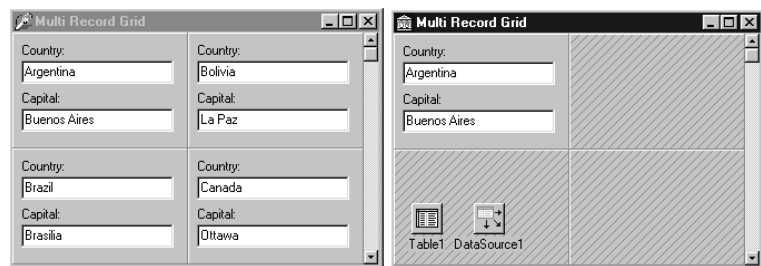 Multi Record Grid
Country: Country:
Argentina Bolivia
Capital: Capital:
Buenos Aires La Paz
Country: Country:
Brazil Canada
Capital: Capital:
Brasilia Ottawa
Multi Record Grid
Country:
Argentina
Capital:
Buenos Aires
Table1 DataSource1